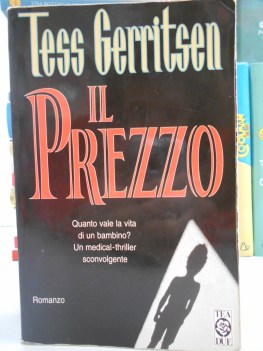 Tess Gerritsen
IL
PREZZO
Quanto vale la vita
di un bambino?
Un medical-thriller
sconvolgente
Romanzo
TEA
DUE